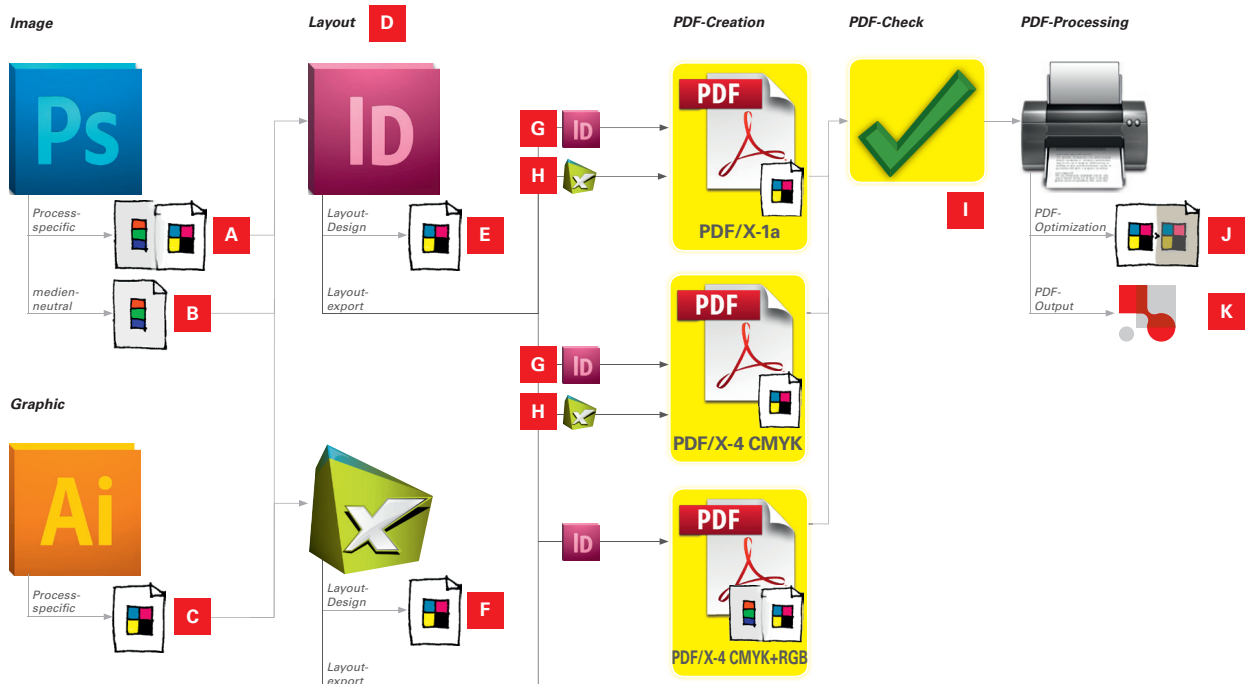 Image
Layout D
PDF-Creation
PDF-Check
PDF-Processing
Ps
Process-
specific
A
medien-
neutral
B
Graphic
Ai
Process-
specific
C
ID
Layout-
Design
E
Layout-
export
X
Layout-
Design
F
Layout-
export
G ID
H X
G ID
H X
ID
PDF
PDF/X-1a
PDF
PDF/X-4 CMYK
PDF
PDF/X-4 CMYK+RGB
I
PDF-
Optimization
J
PDF-
Output
K